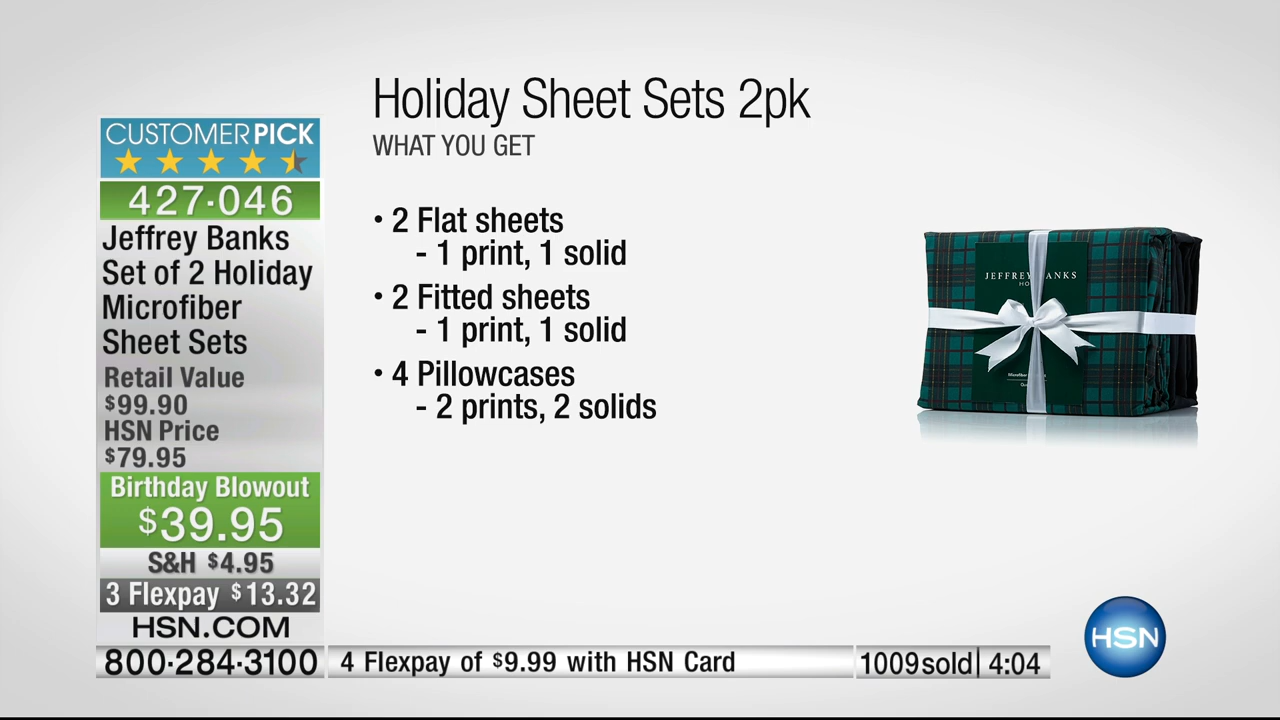 Holiday Sheet Sets 2pk
WHAT YOU GET
• 2 Flat sheets
- 1 print, 1 solid
• 2 Fitted sheets
- 1 print, 1 solid
• 4 Pillowcases
- 2 prints, 2 solids
CUSTOMERPICK
427·046
Jeffrey Banks
Set of 2 Holiday
Microfiber
Sheet Sets
Retail Value
$99.90
HSN Price
$79.95
Birthday Blowout
$39.95
S&H $4.95
3 Flexpay $13.32
HSN.COM
800·284·3100
4 Flexpay of $9.99 with HSN Card
1009sold| 4:04
JEFFREY BANKS
HSN